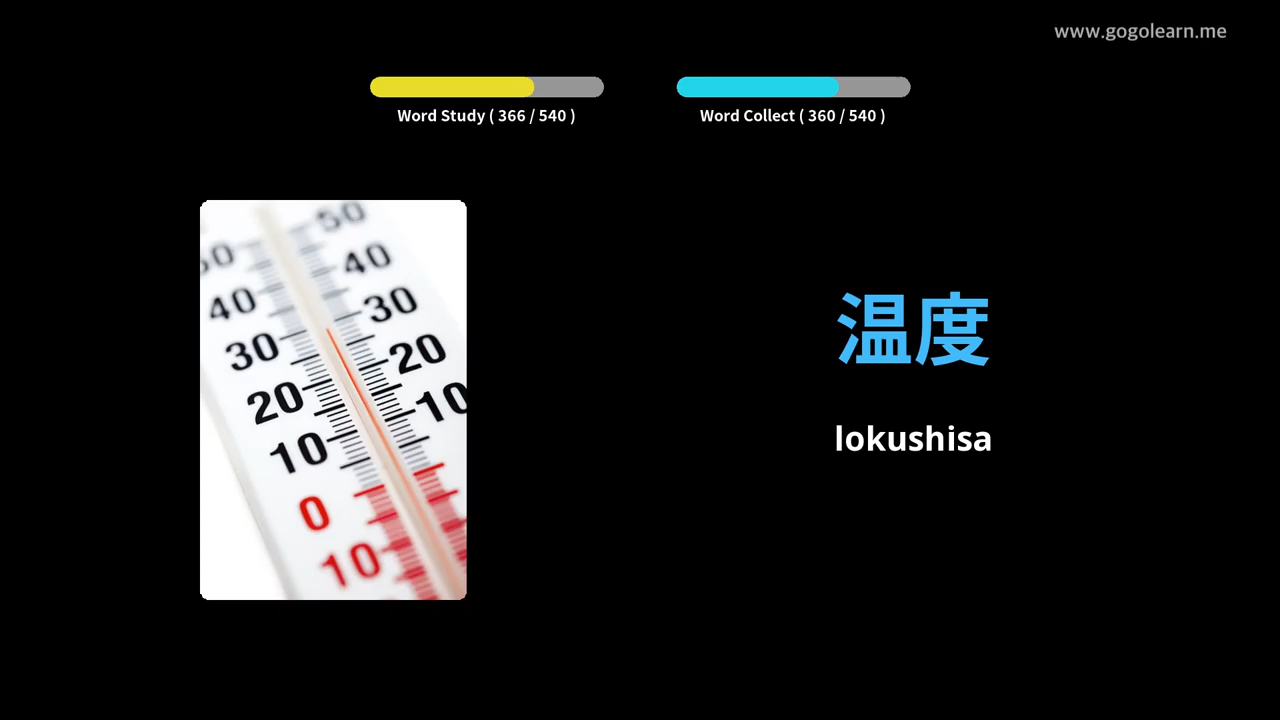 www.gogolearn.me
Word Study ( 366 / 540 )
Word Collect ( 360 / 540 )
50
50
40
40
30
30
20
20
10
10
0
10
温度
lokushisa